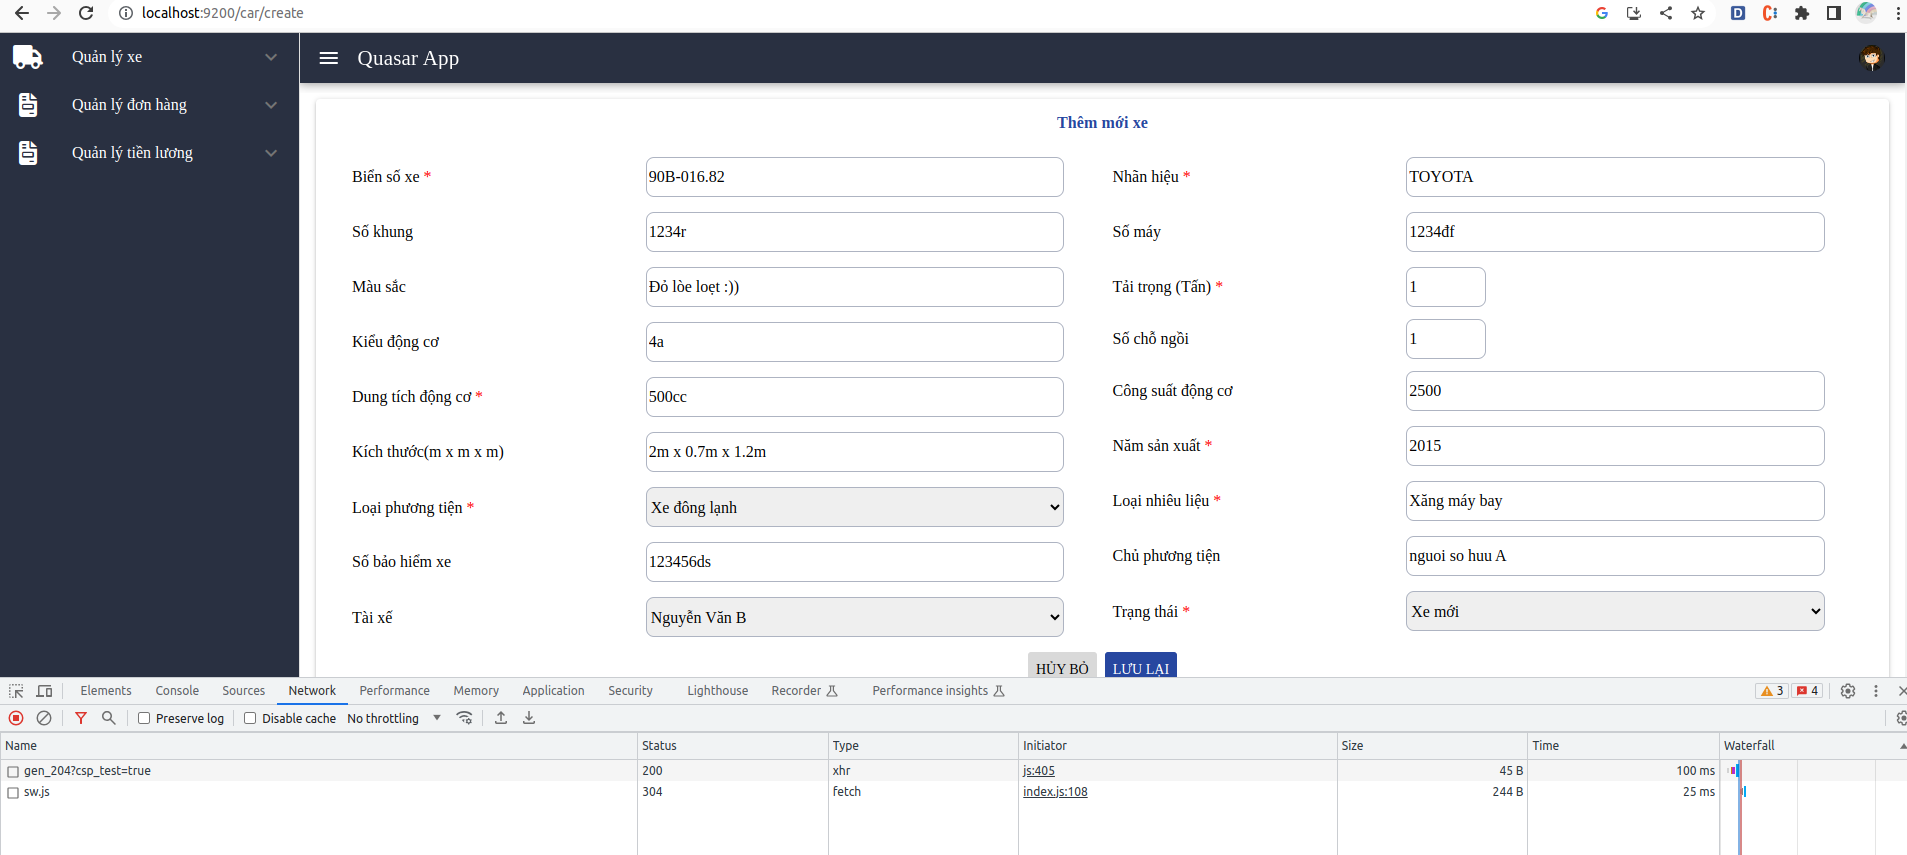 localhost:9200/car/create
Quản lý xe
Quản lý đơn hàng
Quản lý tiền lương
Quasar App
Thêm mới xe
Biển số xe * 90B-016.82 Nhãn hiệu * TOYOTA
Số khung 1234r Số máy 1234đf
Màu sắc Đỏ lòe loẹt :)) Tải trọng (Tấn) * 1
Kiểu động cơ 4a Số chỗ ngồi 1
Dung tích động cơ * 500cc Công suất động cơ 2500
Kích thước(m x m x m) 2m x 0.7m x 1.2m Năm sản xuất * 2015
Loại phương tiện * Xe đông lạnh Loại nhiêu liệu * Xăng máy bay
Số bảo hiểm xe 123456ds Chủ phương tiện nguoi so huu A
Tài xế Nguyễn Văn B Trạng thái * Xe mới
HỦY BỎ LƯU LẠI
Elements Console Sources Network Performance Memory Application Security Lighthouse Recorder Performance insights 3 4
Preserve log Disable cache No throttling
Name Status Type Initiator Size Time Waterfall
gen_204?csp_test=true 200 xhr js:405 45 B 100 ms
sw.js 304 fetch index.js:108 244 B 25 ms